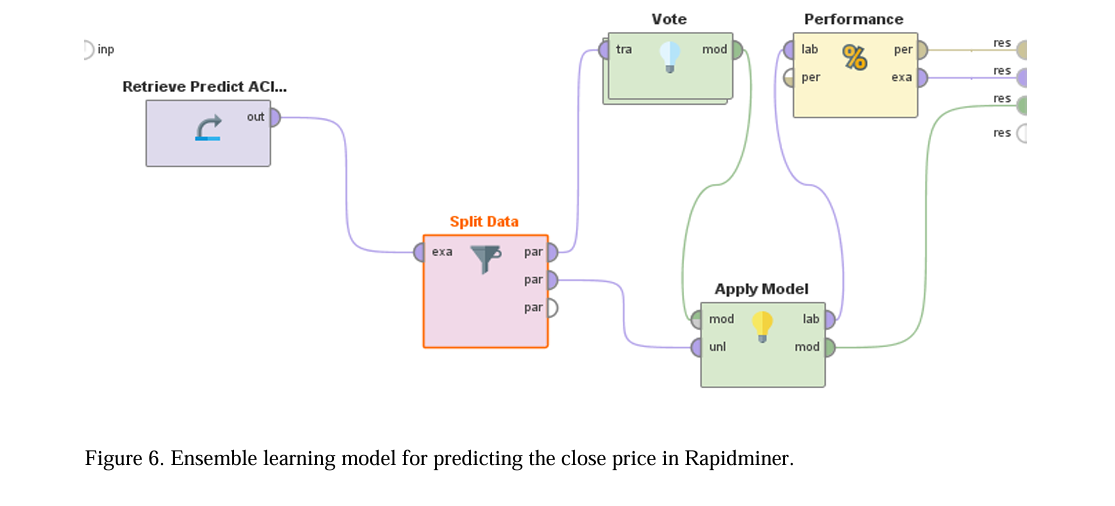 Vote
Performance
inp
tra
mod
lab
per
res
per
exa
res
res
res
Retrieve Predict ACI...
out
Split Data
exa
par
par
par
Apply Model
mod
lab
unl
mod
Figure 6. Ensemble learning model for predicting the close price in Rapidminer.